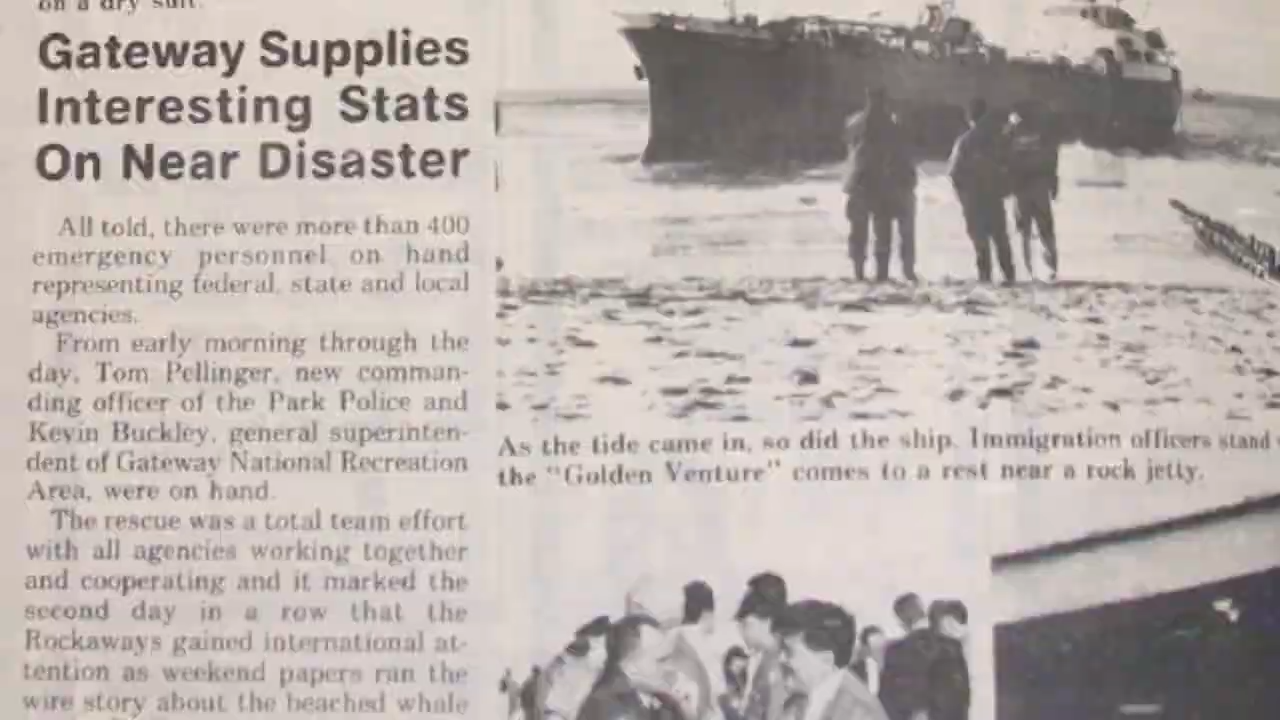 on a dry suit.
Gateway Supplies
Interesting Stats
On Near Disaster
All told, there were more than 400
emergency personnel on hand
representing federal, state and local
agencies.
From early morning through the
day, Tom Pellinger, new comman-
ding officer of the Park Police and
Kevin Buckley, general superinten-
dent of Gateway National Recreation
Area, were on hand.
The rescue was a total team effort
with all agencies working together
and cooperating and it marked the
second day in a row that the
Rockaways gained international at-
tention as weekend papers ran the
wire story about the beached whale
As the tide came in, so did the ship. Immigration officers stand
the "Golden Venture" comes to a rest near a rock jetty.